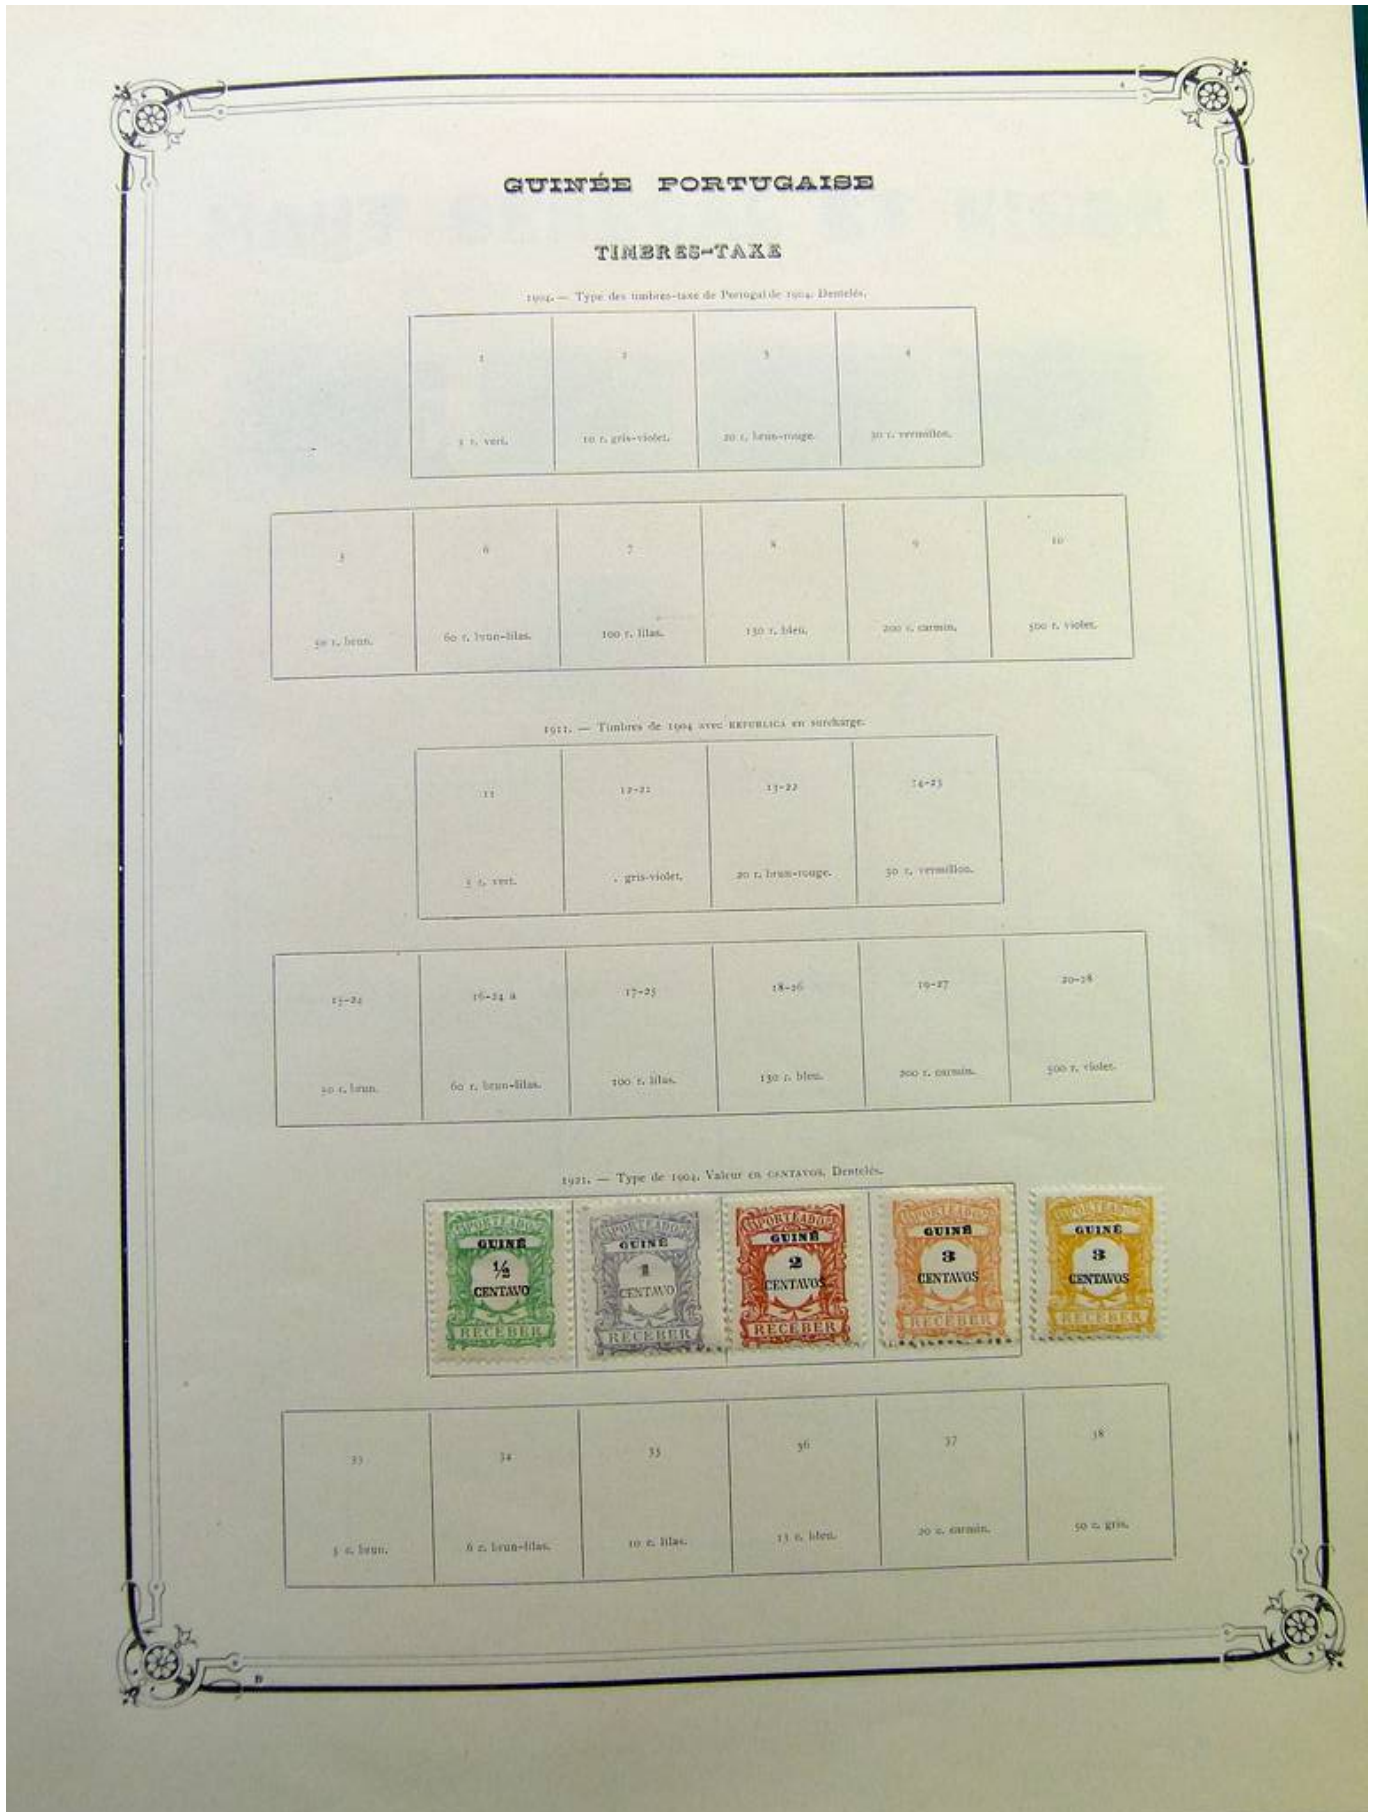 GUINÉE PORTUGAISE
TIMBRES-TAXE
1904. — Type des timbres-taxe de Portugal de 1904. Dentelés.
1 2 3 4
5 r. vert. 10 r. gris-violet. 20 r. brun-rouge. 30 r. vermillon.
5 6 7 8 9 10
50 r. brun. 60 r. brun-lilas. 100 r. lilas. 130 r. bleu. 200 r. carmin. 500 r. violet.
1911. — Timbres de 1904 avec REPUBLICA en surcharge.
11 12-21 13-22 14-23
5 r. vert. . gris-violet. 20 r. brun-rouge. 30 r. vermillon.
15-24 16-24 a 17-25 18-26 19-27 20-28
50 r. brun. 60 r. brun-lilas. 100 r. lilas. 130 r. bleu. 200 r. carmin. 500 r. violet.
1921. — Type de 1904. Valeur en CENTAVOS. Dentelés.
PORTEADO PORTEADO PORTEADO PORTEADO PORTEADO
GUINÉ GUINÉ GUINÉ GUINÉ GUINÉ
½ 1 2 3 3
CENTAVO CENTAVO CENTAVOS CENTAVOS CENTAVOS
RECEBER RECEBER RECEBER RECEBER RECEBER
33 34 35 36 37 38
5 c. brun. 6 c. brun-lilas. 10 c. lilas. 13 c. bleu. 20 c. carmin. 50 c. gris.
D